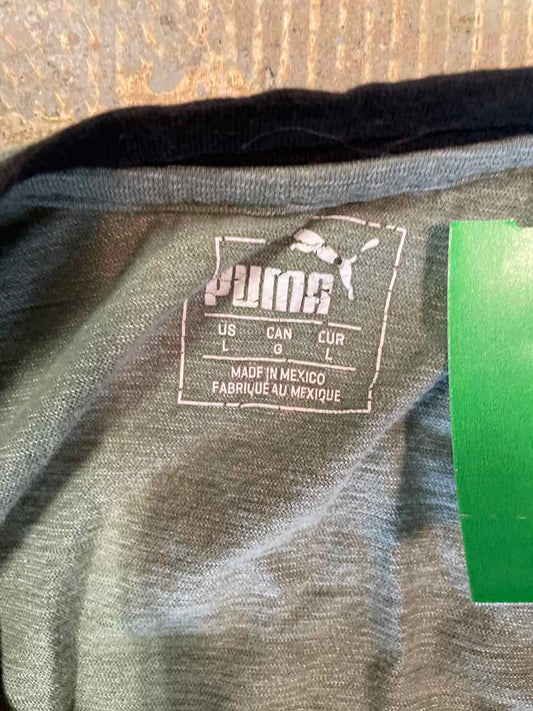 PUMA
US CAN EUR
L G L
MADE IN MEXICO
FABRIQUÉ AU MEXIQUE